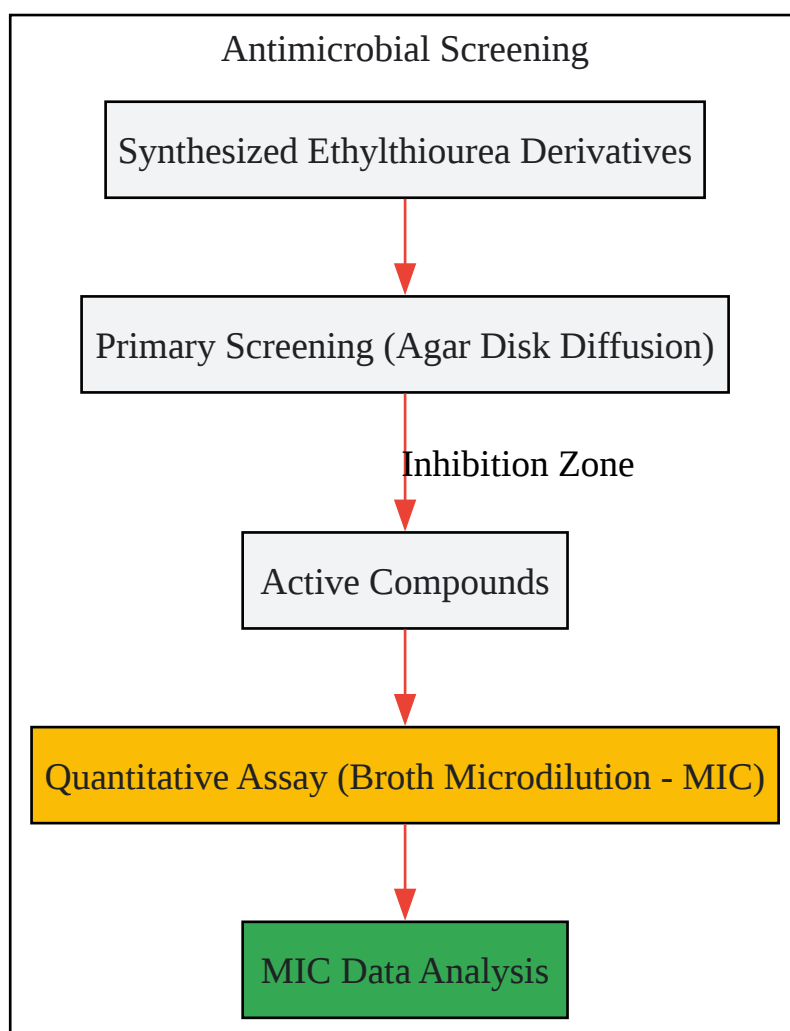 Antimicrobial Screening
Synthesized Ethylthiourea Derivatives
Primary Screening (Agar Disk Diffusion)
Inhibition Zone
Active Compounds
Quantitative Assay (Broth Microdilution - MIC)
MIC Data Analysis